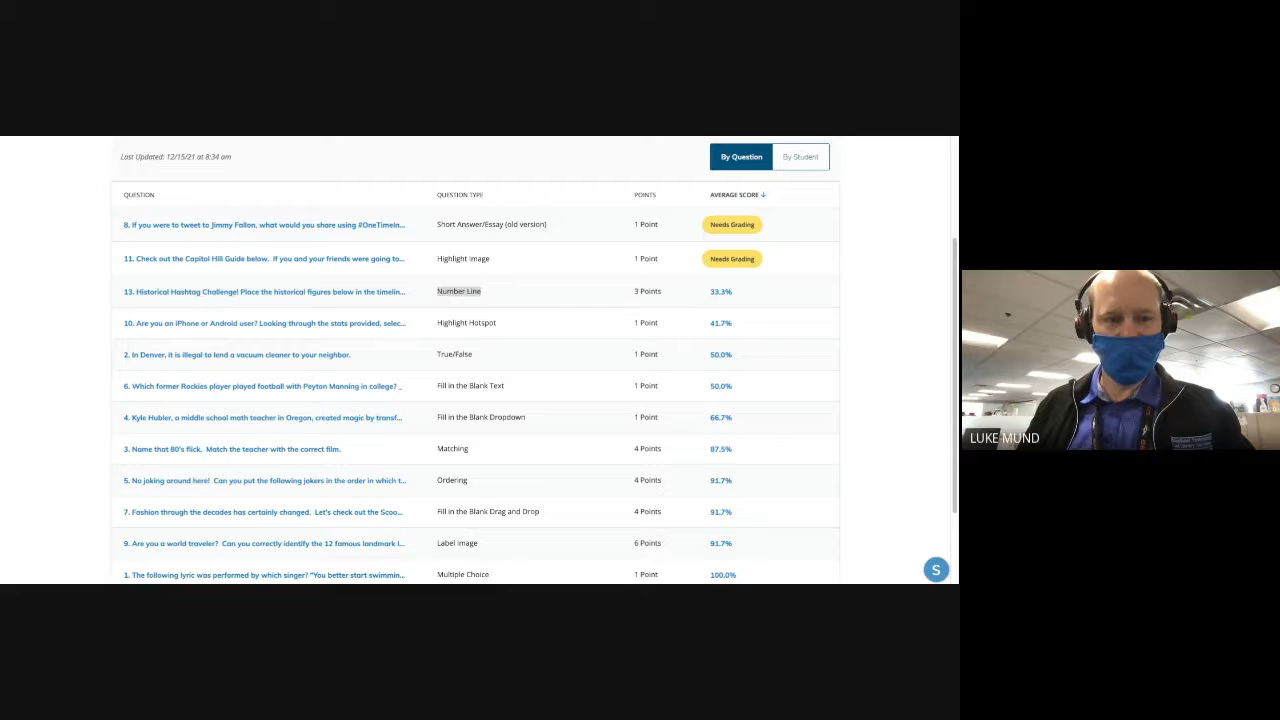 Last Updated: 12/15/21 at 8:34 am
By Question
By Student
QUESTION QUESTION TYPE POINTS AVERAGE SCORE
8. If you were to tweet to Jimmy Fallon, what would you share using #OneTimeIn... Short Answer/Essay (old version) 1 Point Needs Grading
11. Check out the Capitol Hill Guide below. If you and your friends were going to... Highlight Image 1 Point Needs Grading
13. Historical Hashtag Challenge! Place the historical figures below in the timelin... Number Line 3 Points 33.3%
10. Are you an iPhone or Android user? Looking through the stats provided, selec... Highlight Hotspot 1 Point 41.7%
2. In Denver, it is illegal to lend a vacuum cleaner to your neighbor. True/False 1 Point 50.0%
6. Which former Rockies player played football with Peyton Manning in college? _ Fill in the Blank Text 1 Point 50.0%
4. Kyle Hubler, a middle school math teacher in Oregon, created magic by transf... Fill in the Blank Dropdown 1 Point 66.7%
3. Name that 80's flick. Match the teacher with the correct film. Matching 4 Points 87.5%
5. No joking around here! Can you put the following jokers in the order in which t... Ordering 4 Points 91.7%
7. Fashion through the decades has certainly changed. Let's check out the Scoo... Fill in the Blank Drag and Drop 4 Points 91.7%
9. Are you a world traveler? Can you correctly identify the 12 famous landmark l... Label Image 6 Points 91.7%
1. The following lyric was performed by which singer? "You better start swimmin... Multiple Choice 1 Point 100.0%
S
LUKE MUND